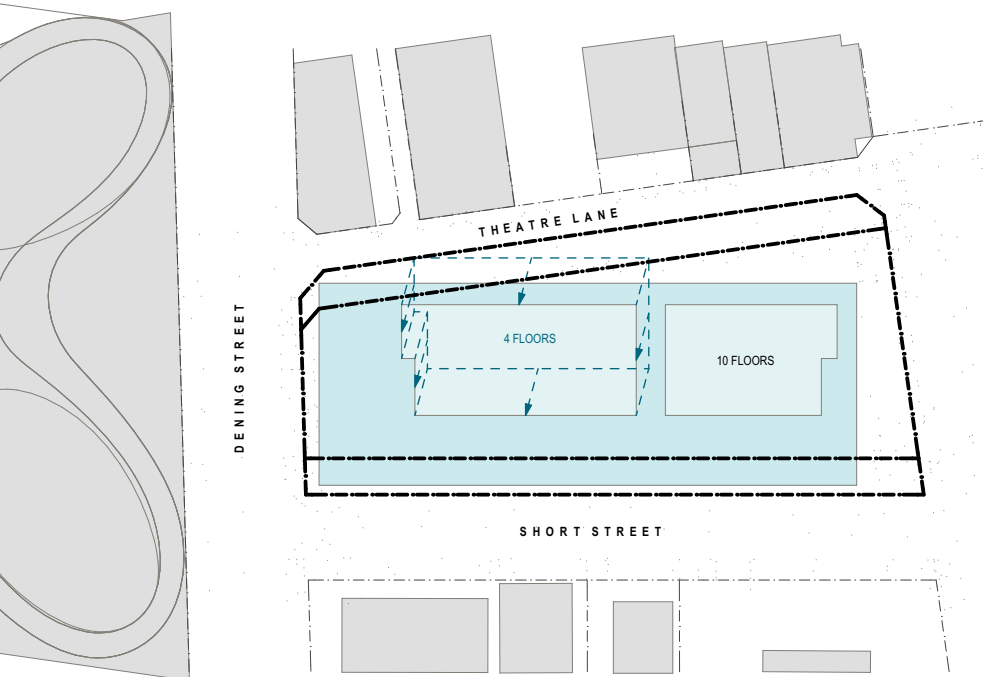 THEATRE LANE
DENING STREET
4 FLOORS
10 FLOORS
SHORT STREET